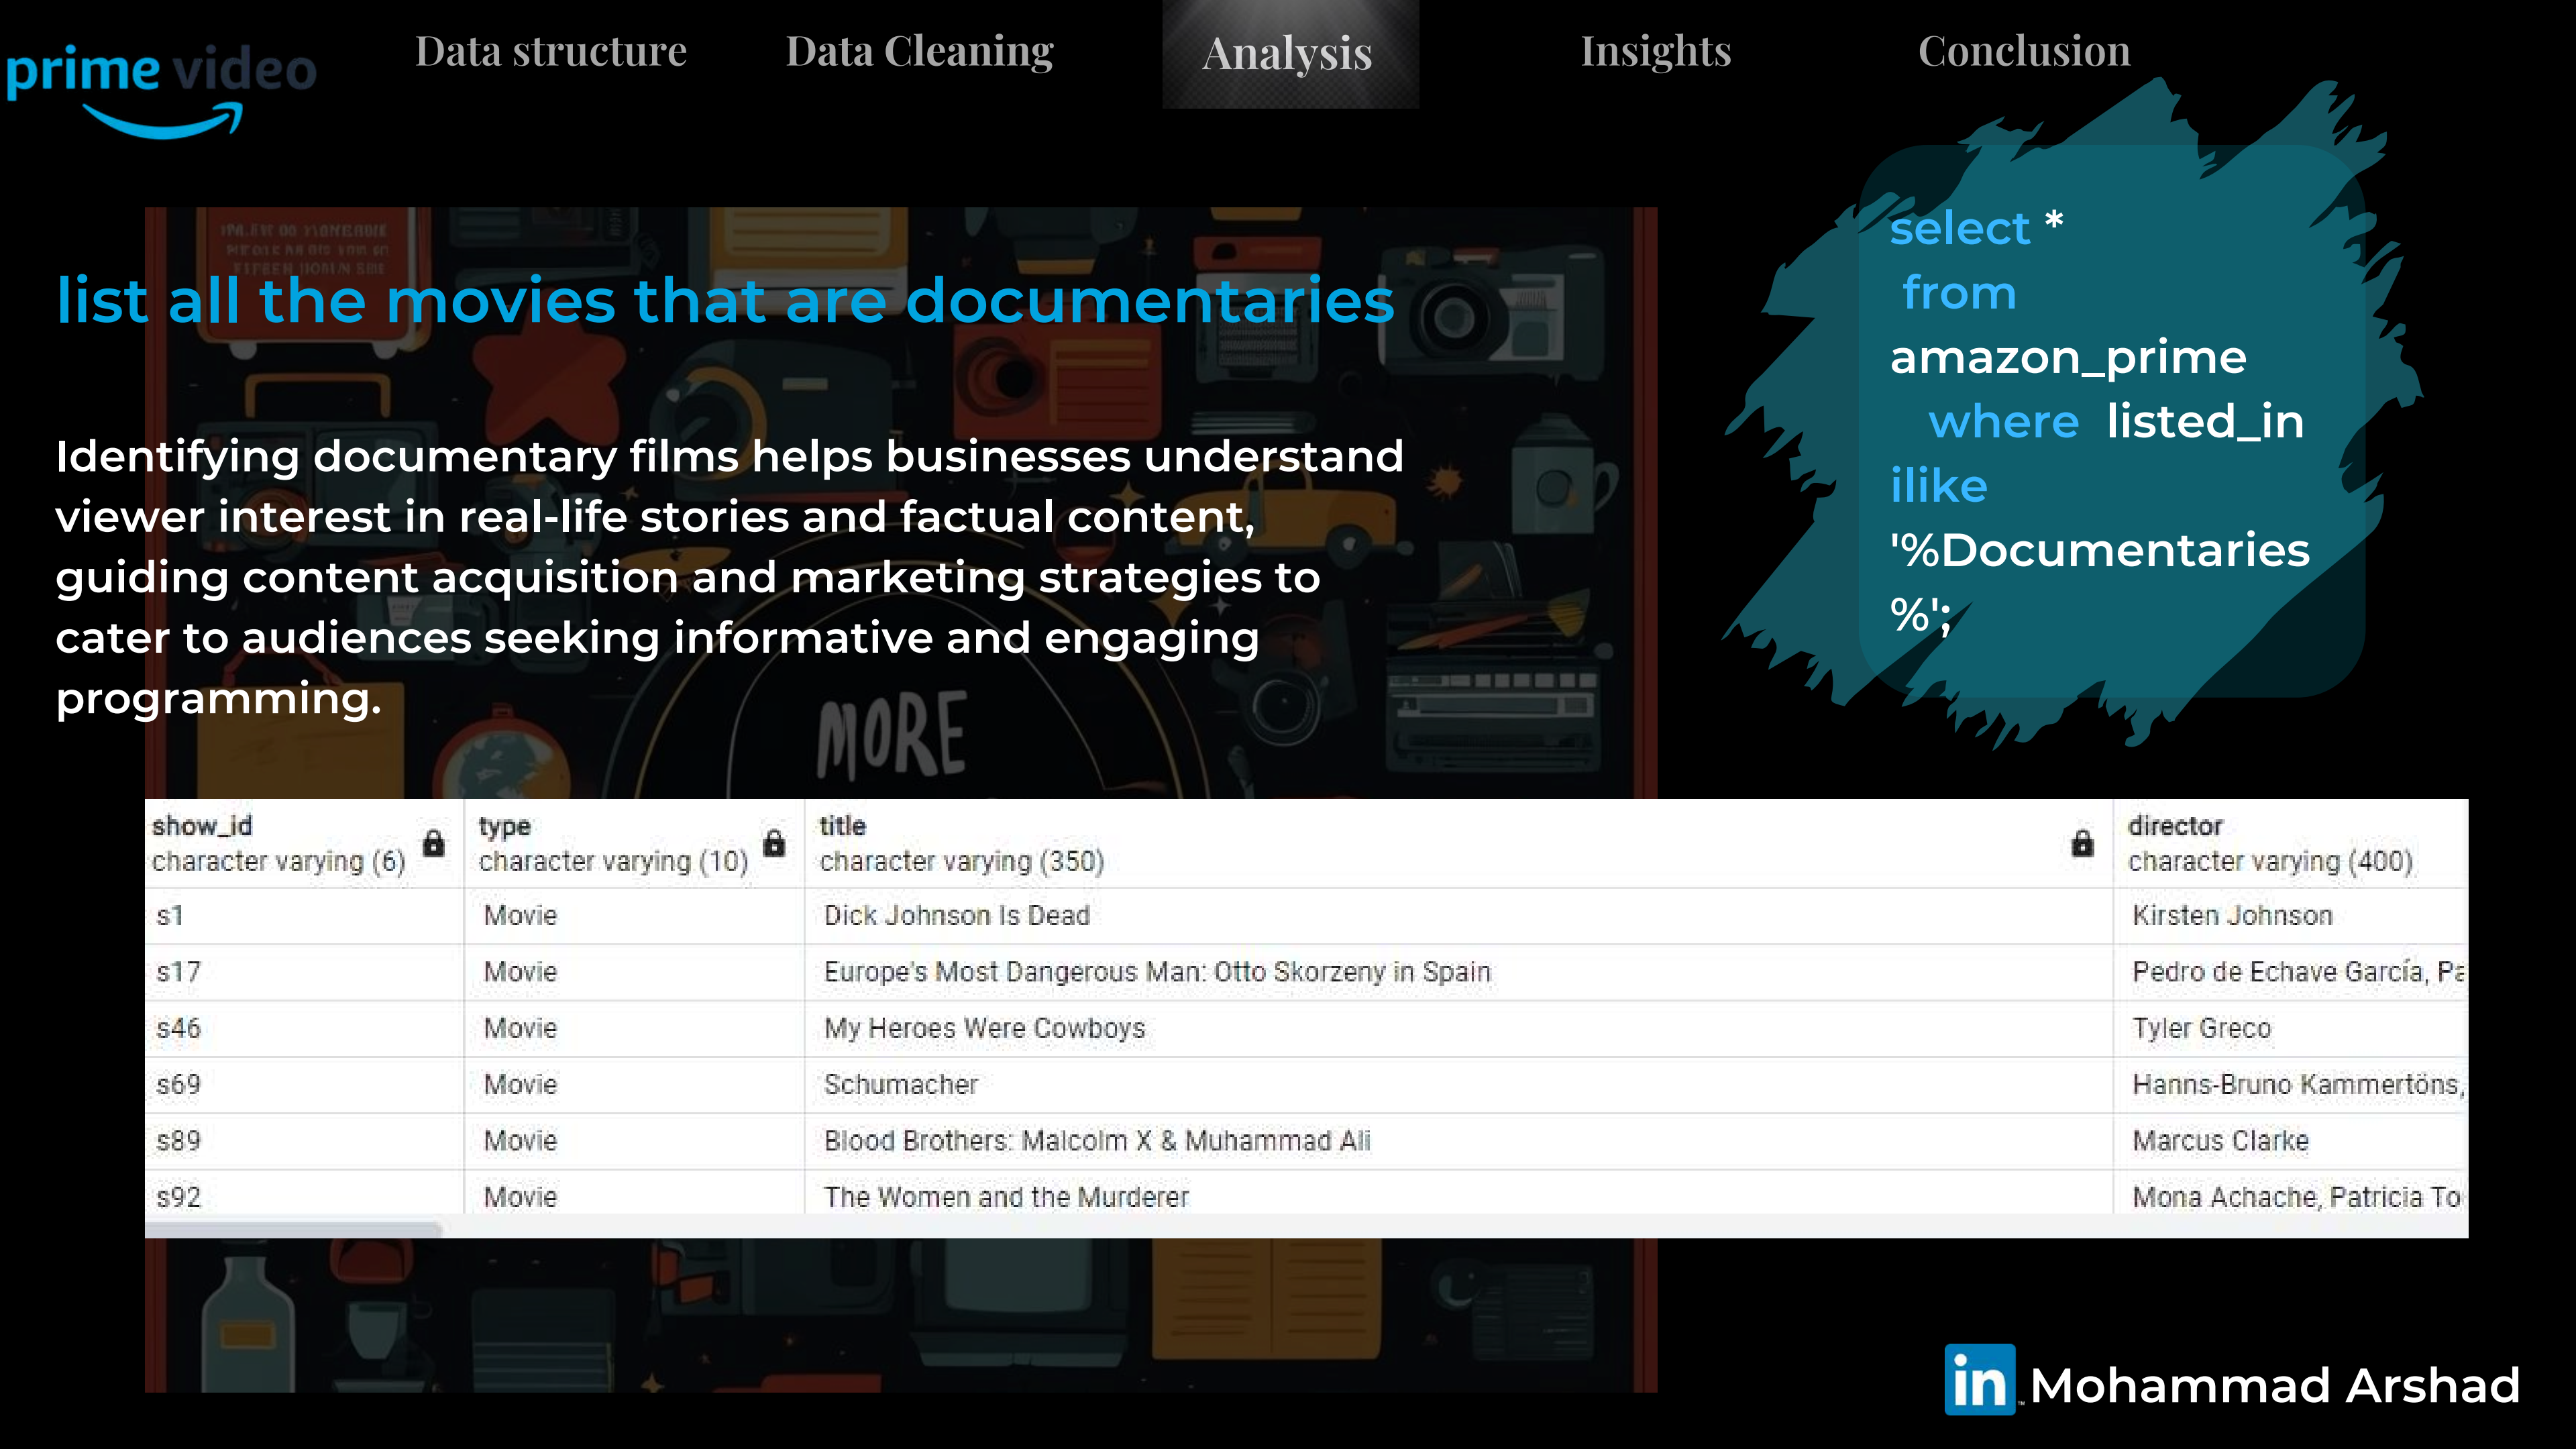 prime video
Data structure
Data Cleaning
Analysis
Insights
Conclusion
list all the movies that are documentaries
Identifying documentary films helps businesses understand
viewer interest in real-life stories and factual content,
guiding content acquisition and marketing strategies to
cater to audiences seeking informative and engaging
programming.
select *
from
amazon_prime
where listed_in
ilike
'%Documentaries
%';
MORE
show_id type title director
character varying (6) character varying (10) character varying (350) character varying (400)
s1 Movie Dick Johnson Is Dead Kirsten Johnson
s17 Movie Europe's Most Dangerous Man: Otto Skorzeny in Spain Pedro de Echave García, Pa
s46 Movie My Heroes Were Cowboys Tyler Greco
s69 Movie Schumacher Hanns-Bruno Kammertöns,
s89 Movie Blood Brothers: Malcolm X & Muhammad Ali Marcus Clarke
s92 Movie The Women and the Murderer Mona Achache, Patricia To
in Mohammad Arshad